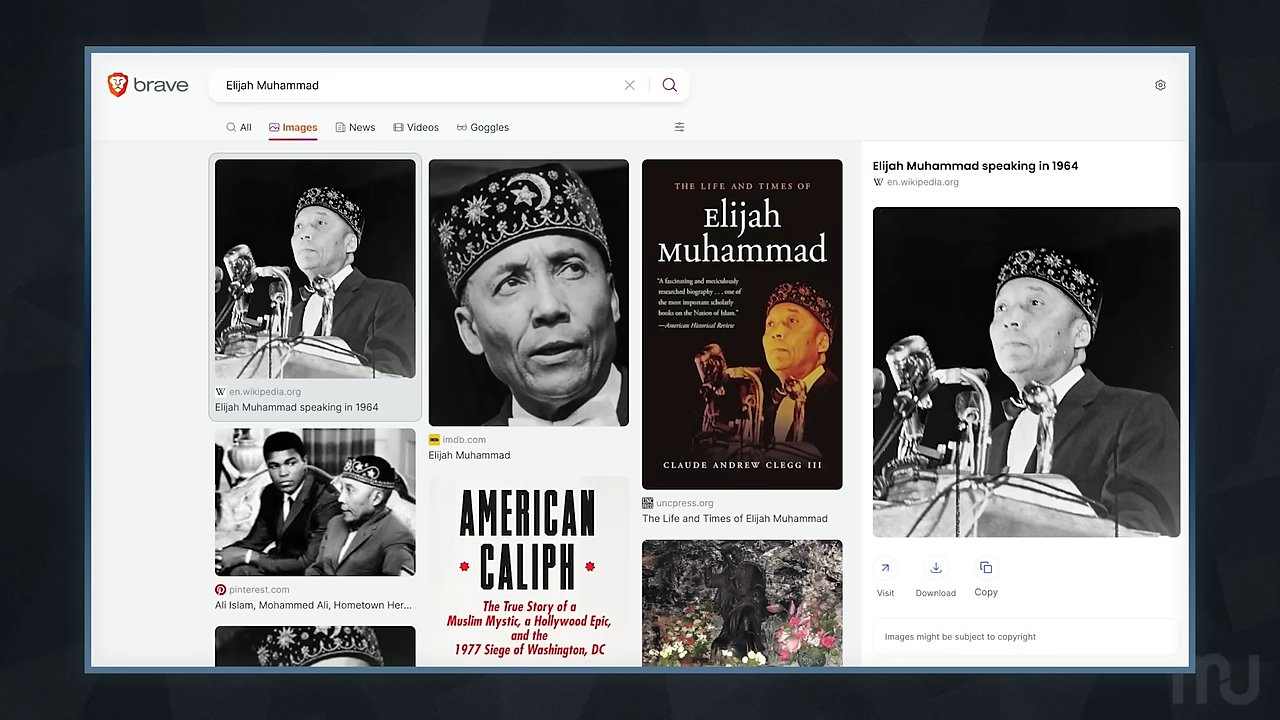 brave
Elijah Muhammad
All
Images
News
Videos
Goggles
en.wikipedia.org
Elijah Muhammad speaking in 1964
pinterest.com
Ali Islam, Mohammed Ali, Hometown Her...
imdb.com
Elijah Muhammad
AMERICAN
CALIPH
The True Story of a
Muslim Mystic, a Hollywood Epic,
and the
1977 Siege of Washington, DC
THE LIFE AND TIMES OF
Elijah
Muhammad
"A fascinating and meticulously
researched biography . . . one of
the most important scholarly
books on the Nation of Islam."
—American Historical Review
CLAUDE ANDREW CLEGG III
uncpress.org
The Life and Times of Elijah Muhammad
Elijah Muhammad speaking in 1964
en.wikipedia.org
Visit
Download
Copy
Images might be subject to copyright